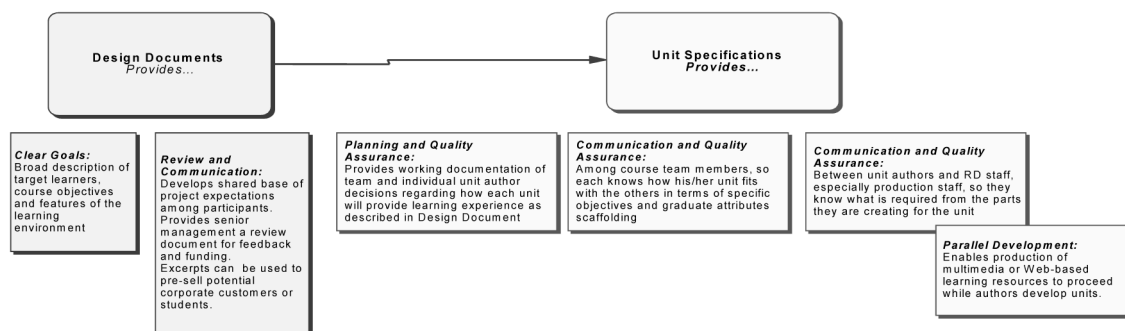 Design Documents
Provides...
Unit Specifications
Provides...
Clear Goals:
Broad description of
target learners,
course objectives
and features of the
learning
environment
Review and
Communication:
Develops shared base of
project expectations
among participants.
Provides senior
management a review
document for feedback
and funding.
Excerpts can be used to
pre-sell potential
corporate customers or
students.
Planning and Quality
Assurance:
Provides working documentation of
team and individual unit author
decisions regarding how each unit
will provide learning experience as
described in Design Document
Communication and Quality
Assurance:
Among course team members, so
each knows how his/her unit fits
with the others in terms of specific
objectives and graduate attributes
scaffolding
Communication and Quality
Assurance:
Between unit authors and RD staff,
especially production staff, so they
know what is required from the parts
they are creating for the unit
Parallel Development:
Enables production of
multimedia or Web-based
learning resources to proceed
while authors develop units.